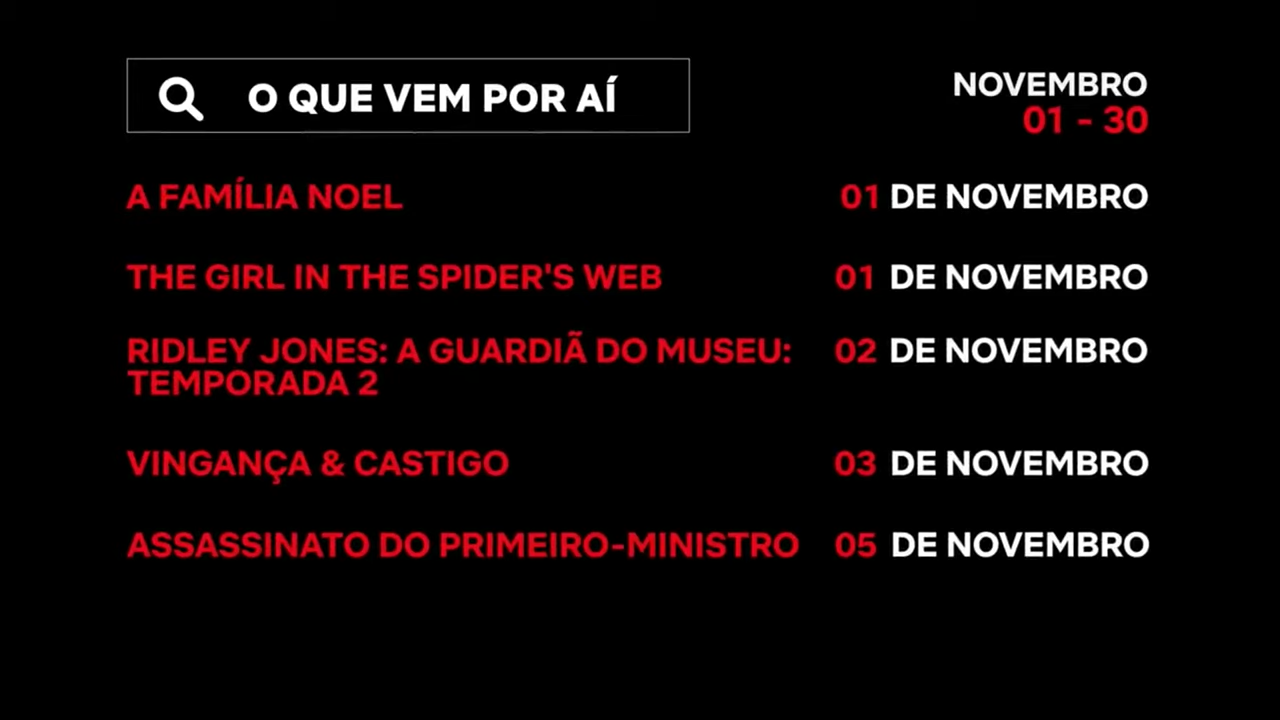 O QUE VEM POR AÍ
NOVEMBRO
01 - 30
A FAMÍLIA NOEL 01 DE NOVEMBRO
THE GIRL IN THE SPIDER'S WEB 01 DE NOVEMBRO
RIDLEY JONES: A GUARDIÃ DO MUSEU: 02 DE NOVEMBRO
TEMPORADA 2
VINGANÇA & CASTIGO 03 DE NOVEMBRO
ASSASSINATO DO PRIMEIRO-MINISTRO 05 DE NOVEMBRO